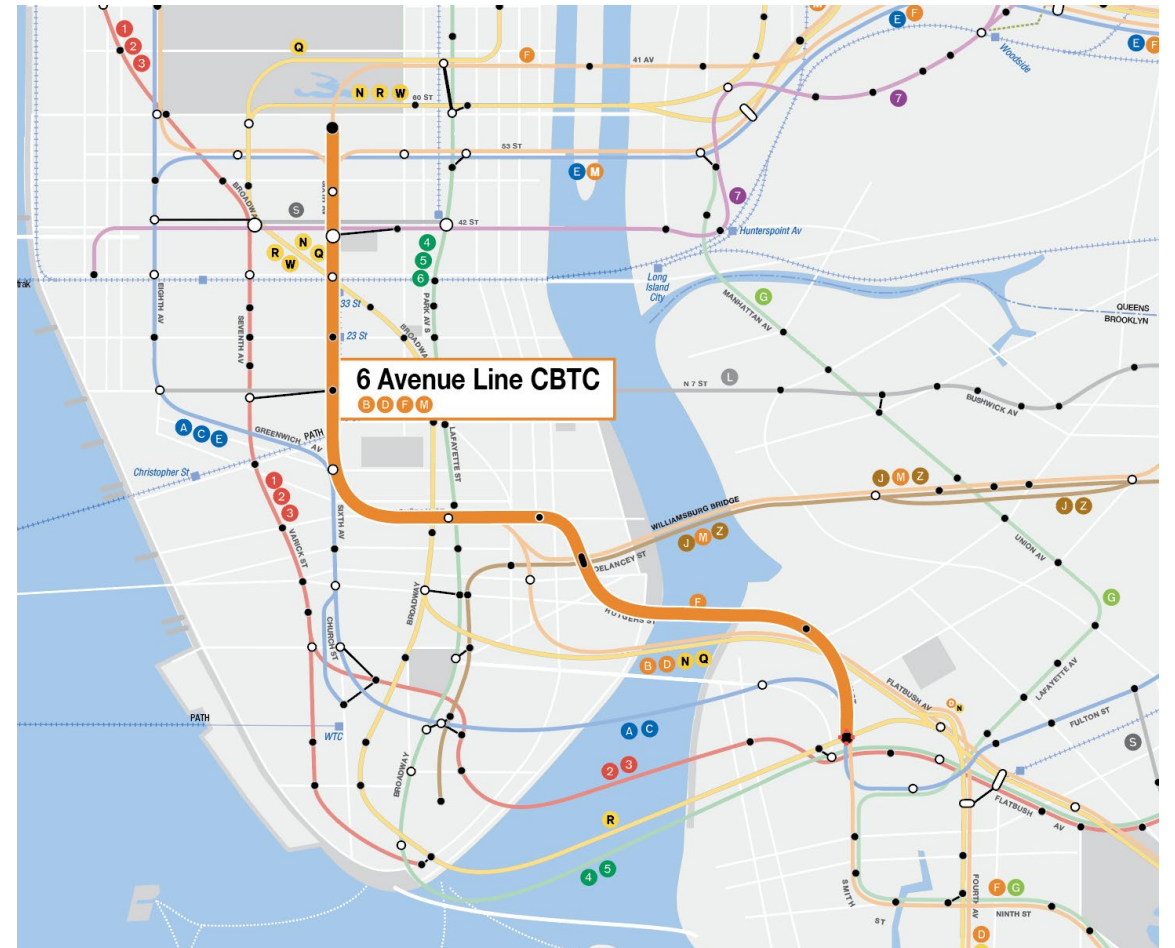 1
2
3
Q
F
41 AV
E F
Woodside
E F
N R W
60 ST
7
53 ST
E M
BROADWAY
S
42 ST
7
Hunterspoint Av
N
R Q
W
4
5
6
Long
Island
City
trak
EIGHTH AV
SEVENTH AV
33 St
PARK AV S
BROADWAY
23 St
G
MANHATTAN AV
QUEENS
BROOKLYN
6 Avenue Line CBTC
B D F M
L
N 7 ST
BUSHWICK AV
A C E
GREENWICH
AV
PATH
LAFAYETTE ST
Christopher St
1
2
3
SIXTH AV
VARICK ST
WILLIAMSBURG BRIDGE
J M Z
J M Z
J Z
DELANCEY ST
UNION AV
BROADWAY
CHURCH ST
F
RUTGERS ST
G
B D N Q
LAFAYETTE AV
FLATBUSH AV
D N
FULTON ST
S
PATH
WTC
A C
2 3
BROADWAY
R
4 5
FLATBUSH
AV
SMITH
ST
FOURTH AV
F G
NINTH ST
D